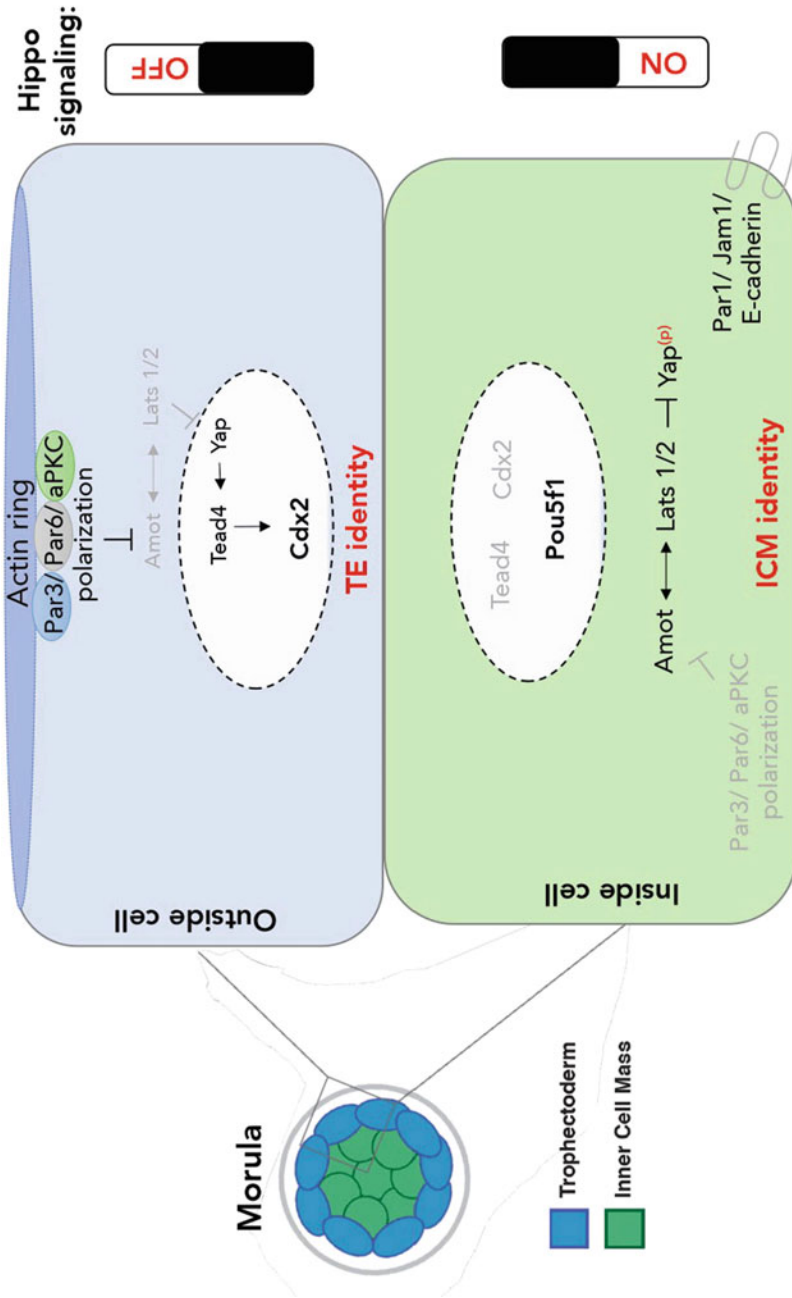 Hippo
signaling:
OFF
ON
Morula
Trophectoderm
Inner Cell Mass
Outside cell
Actin ring
Par3/ Par6/ aPKC
polarization
Amot Lats 1/2
Tead4 Yap
Cdx2
TE identity
Inside cell
Tead4 Cdx2
Pou5f1
Amot Lats 1/2 Yap(p)
Par3/ Par6/ aPKC
polarization
ICM identity
Par1/ Jam1/
E-cadherin